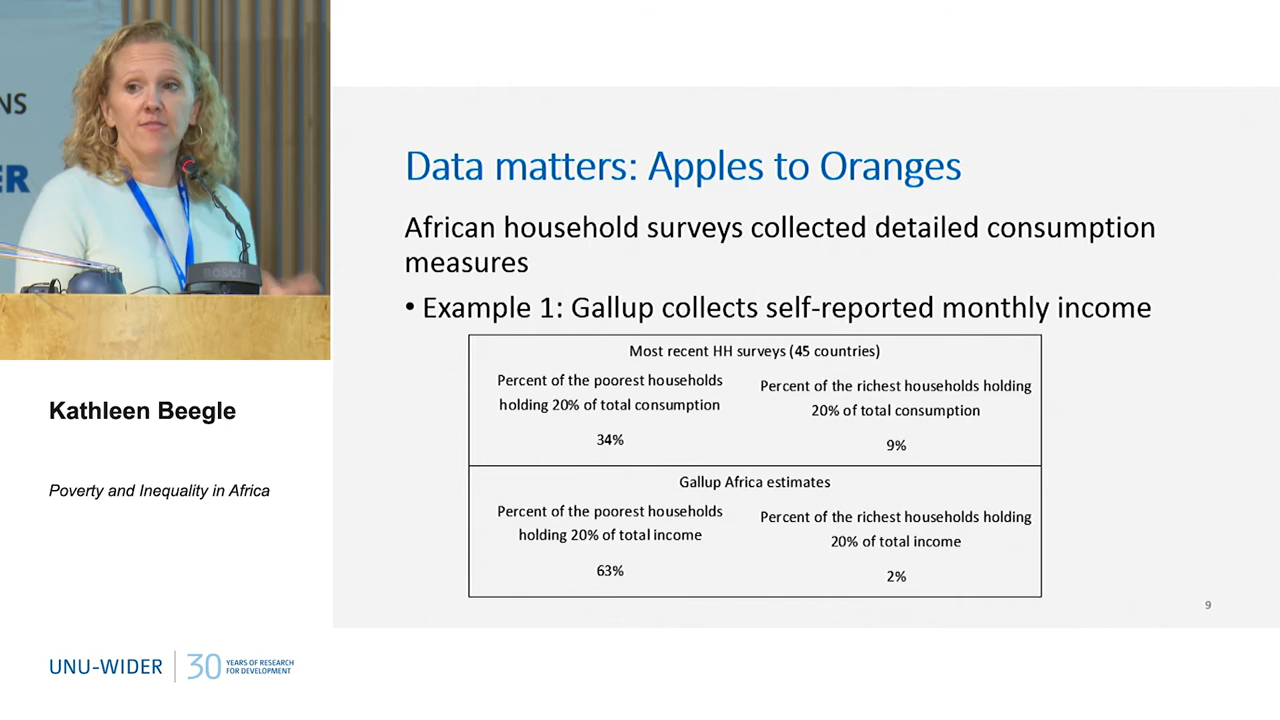 NS
ER
BOSCH
Kathleen Beegle
Poverty and Inequality in Africa
UNU-WIDER
30
YEARS OF RESEARCH
FOR DEVELOPMENT
Data matters: Apples to Oranges
African household surveys collected detailed consumption
measures
• Example 1: Gallup collects self-reported monthly income
Most recent HH surveys (45 countries)
Percent of the poorest households
holding 20% of total consumption
34%
Percent of the richest households holding
20% of total consumption
9%
Gallup Africa estimates
Percent of the poorest households
holding 20% of total income
63%
Percent of the richest households holding
20% of total income
2%
9